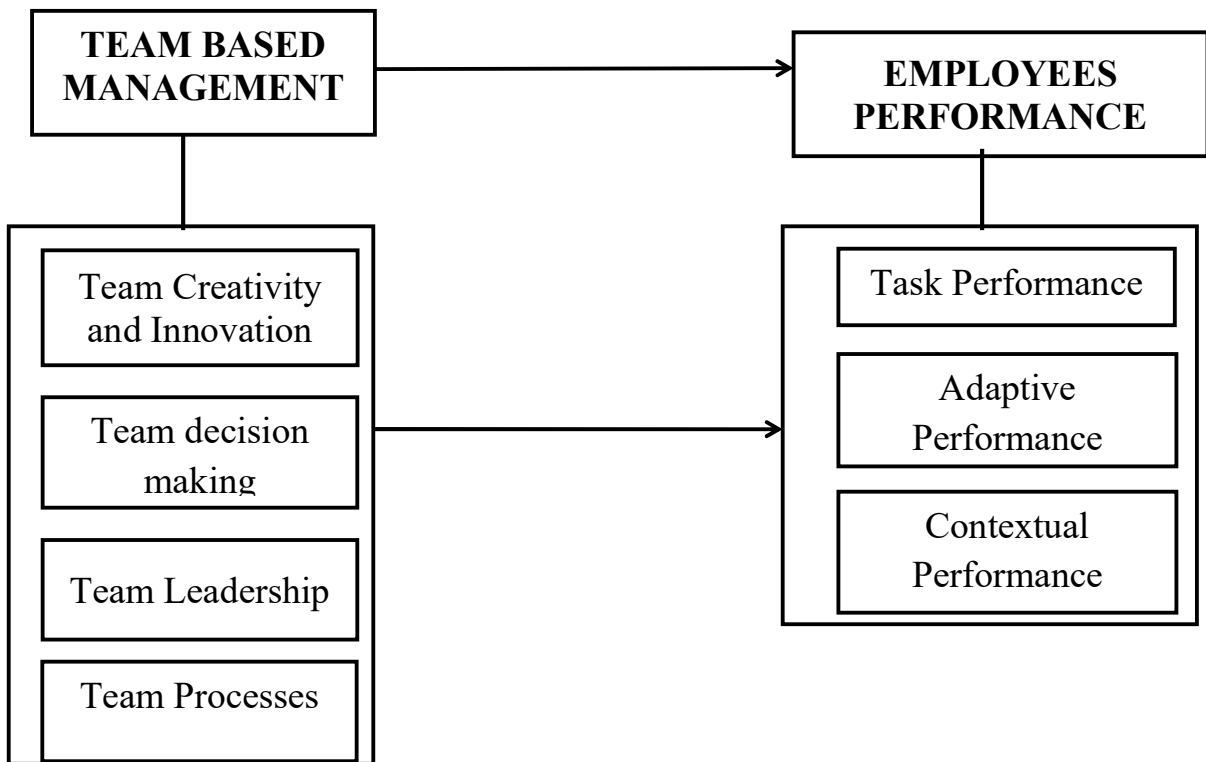 TEAM BASED
MANAGEMENT
EMPLOYEES
PERFORMANCE
Team Creativity
and Innovation
Team decision
making
Team Leadership
Team Processes
Task Performance
Adaptive
Performance
Contextual
Performance